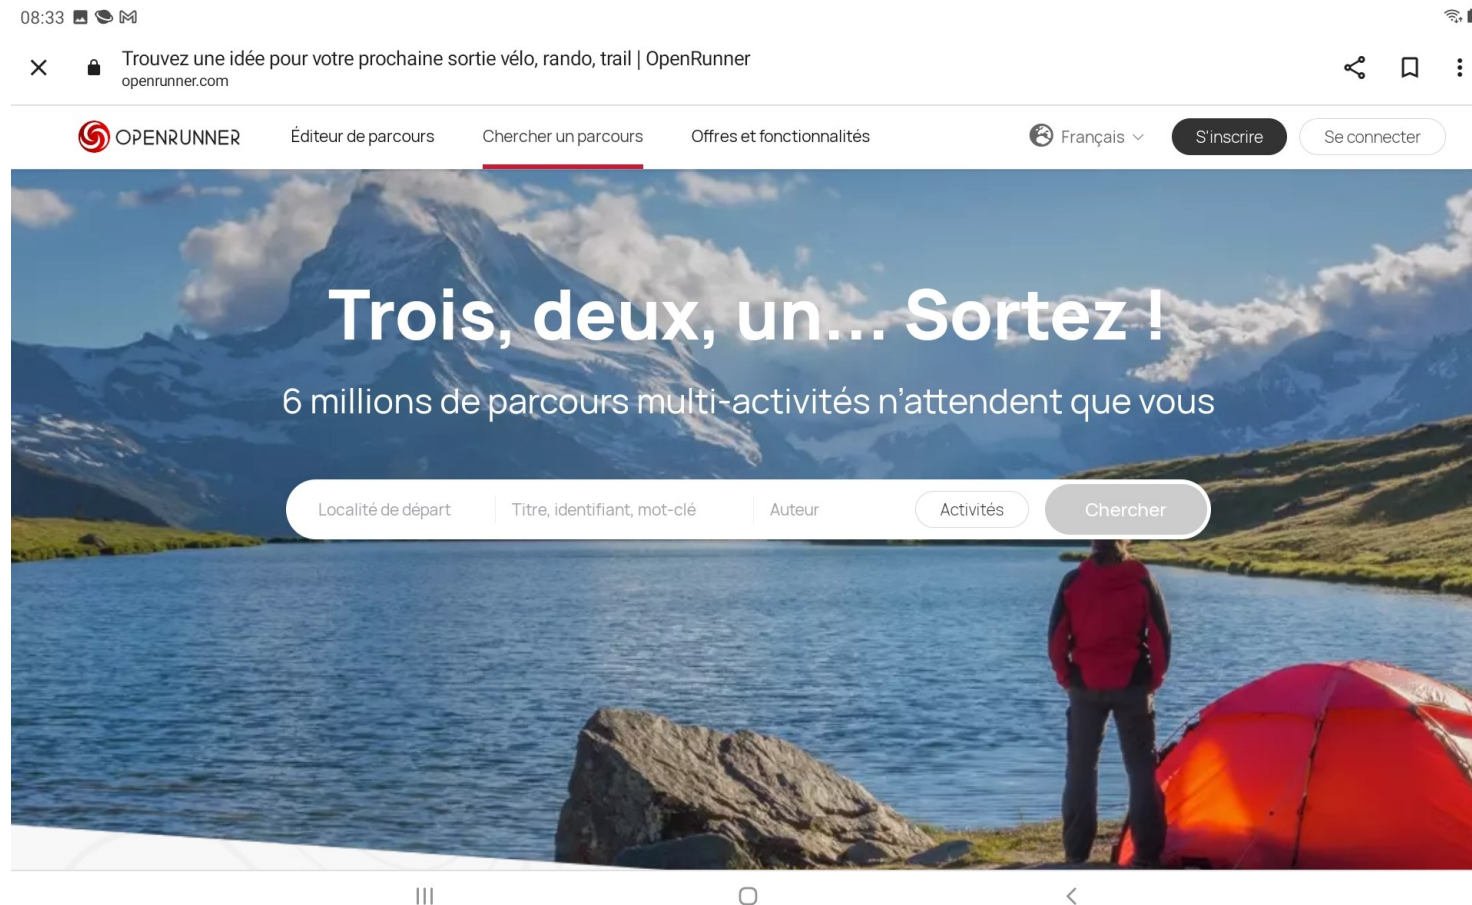 08:33
Trouvez une idée pour votre prochaine sortie vélo, rando, trail | OpenRunner
openrunner.com
OPENRUNNER Éditeur de parcours Chercher un parcours Offres et fonctionnalités Français S'inscrire Se connecter
Trois, deux, un... Sortez !
6 millions de parcours multi-activités n'attendent que vous
Localité de départ Titre, identifiant, mot-clé Auteur Activités Chercher